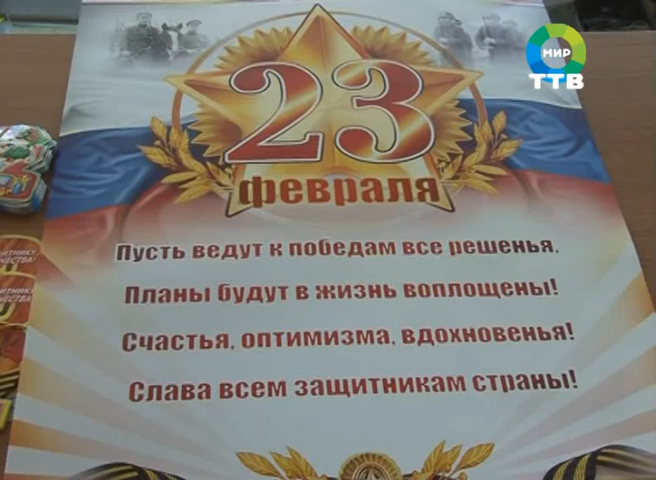 МИР
ТТВ
23
февраля
Пусть ведут к победам все решенья,
Планы будут в жизнь воплощены!
Счастья, оптимизма, вдохновенья!
Слава всем защитникам страны!